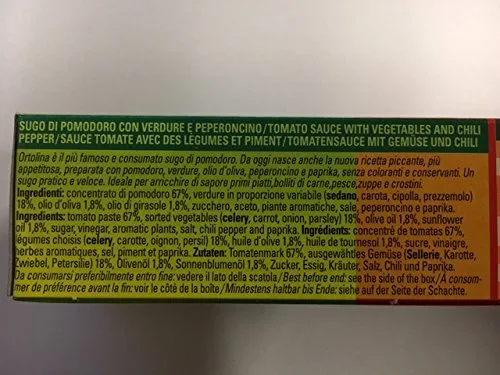 SUGO DI POMODORO CON VERDURE E PEPERONCINO/TOMATO SAUCE WITH VEGETABLES AND CHILI
PEPPER/SAUCE TOMATE AVEC DES LÉGUMES ET PIMENT/TOMATENSAUCE MIT GEMÜSE UND CHILI
Ortolina è il più famoso e consumato sugo di pomodoro. Da oggi nasce anche la nuova ricetta piccante, più
appetitosa, preparata con pomodoro, verdure, olio d'oliva, peperoncino e paprika, senza coloranti e conservanti. Un
sugo pratico e veloce. Ideale per arricchire di sapore primi piatti,bolliti di carne,pesce,zuppe e crostini.
Ingredienti: concentrato di pomodoro 67%, verdure in proporzione variabile (sedano, carota, cipolla, prezzemolo)
18%, olio d'oliva 1,8%, olio di girasole 1,8%, zucchero, aceto, piante aromatiche, sale, peperoncino e paprika.
Ingredients: tomato paste 67%, sorted vegetables (celery, carrot, onion, parsley) 18%, olive oil 1,8%, sunflower
oil 1,8%, sugar, vinegar, aromatic plants, salt, chili pepper and paprika. Ingrédients: concentré de tomates 67%,
légumes choisis (celery, carotte, oignon, persil) 18%, huile d'olive 1,8%, huile de tournesol 1,8%, sucre, vinaigre,
herbes aromatiques, sel, piment et paprika. Zutaten: Tomatenmark 67%, ausgewähltes Gemüse (Sellerie, Karotte,
Zwiebel, Petersilie) 18%, Olivenöl 1,8%, Sonnenblumenöl 1,8%, Zucker, Essig, Kräuter, Salz, Chili und Paprika.
Da consumarsi preferibilmente entro fine: vedere il lato della scatola/Best before end: see the side of the box/A consom-
mer de préférence avant la fin: voir le côté de la boîte/Mindestens haltbar bis Ende: siehe auf der Seite der Schachte.